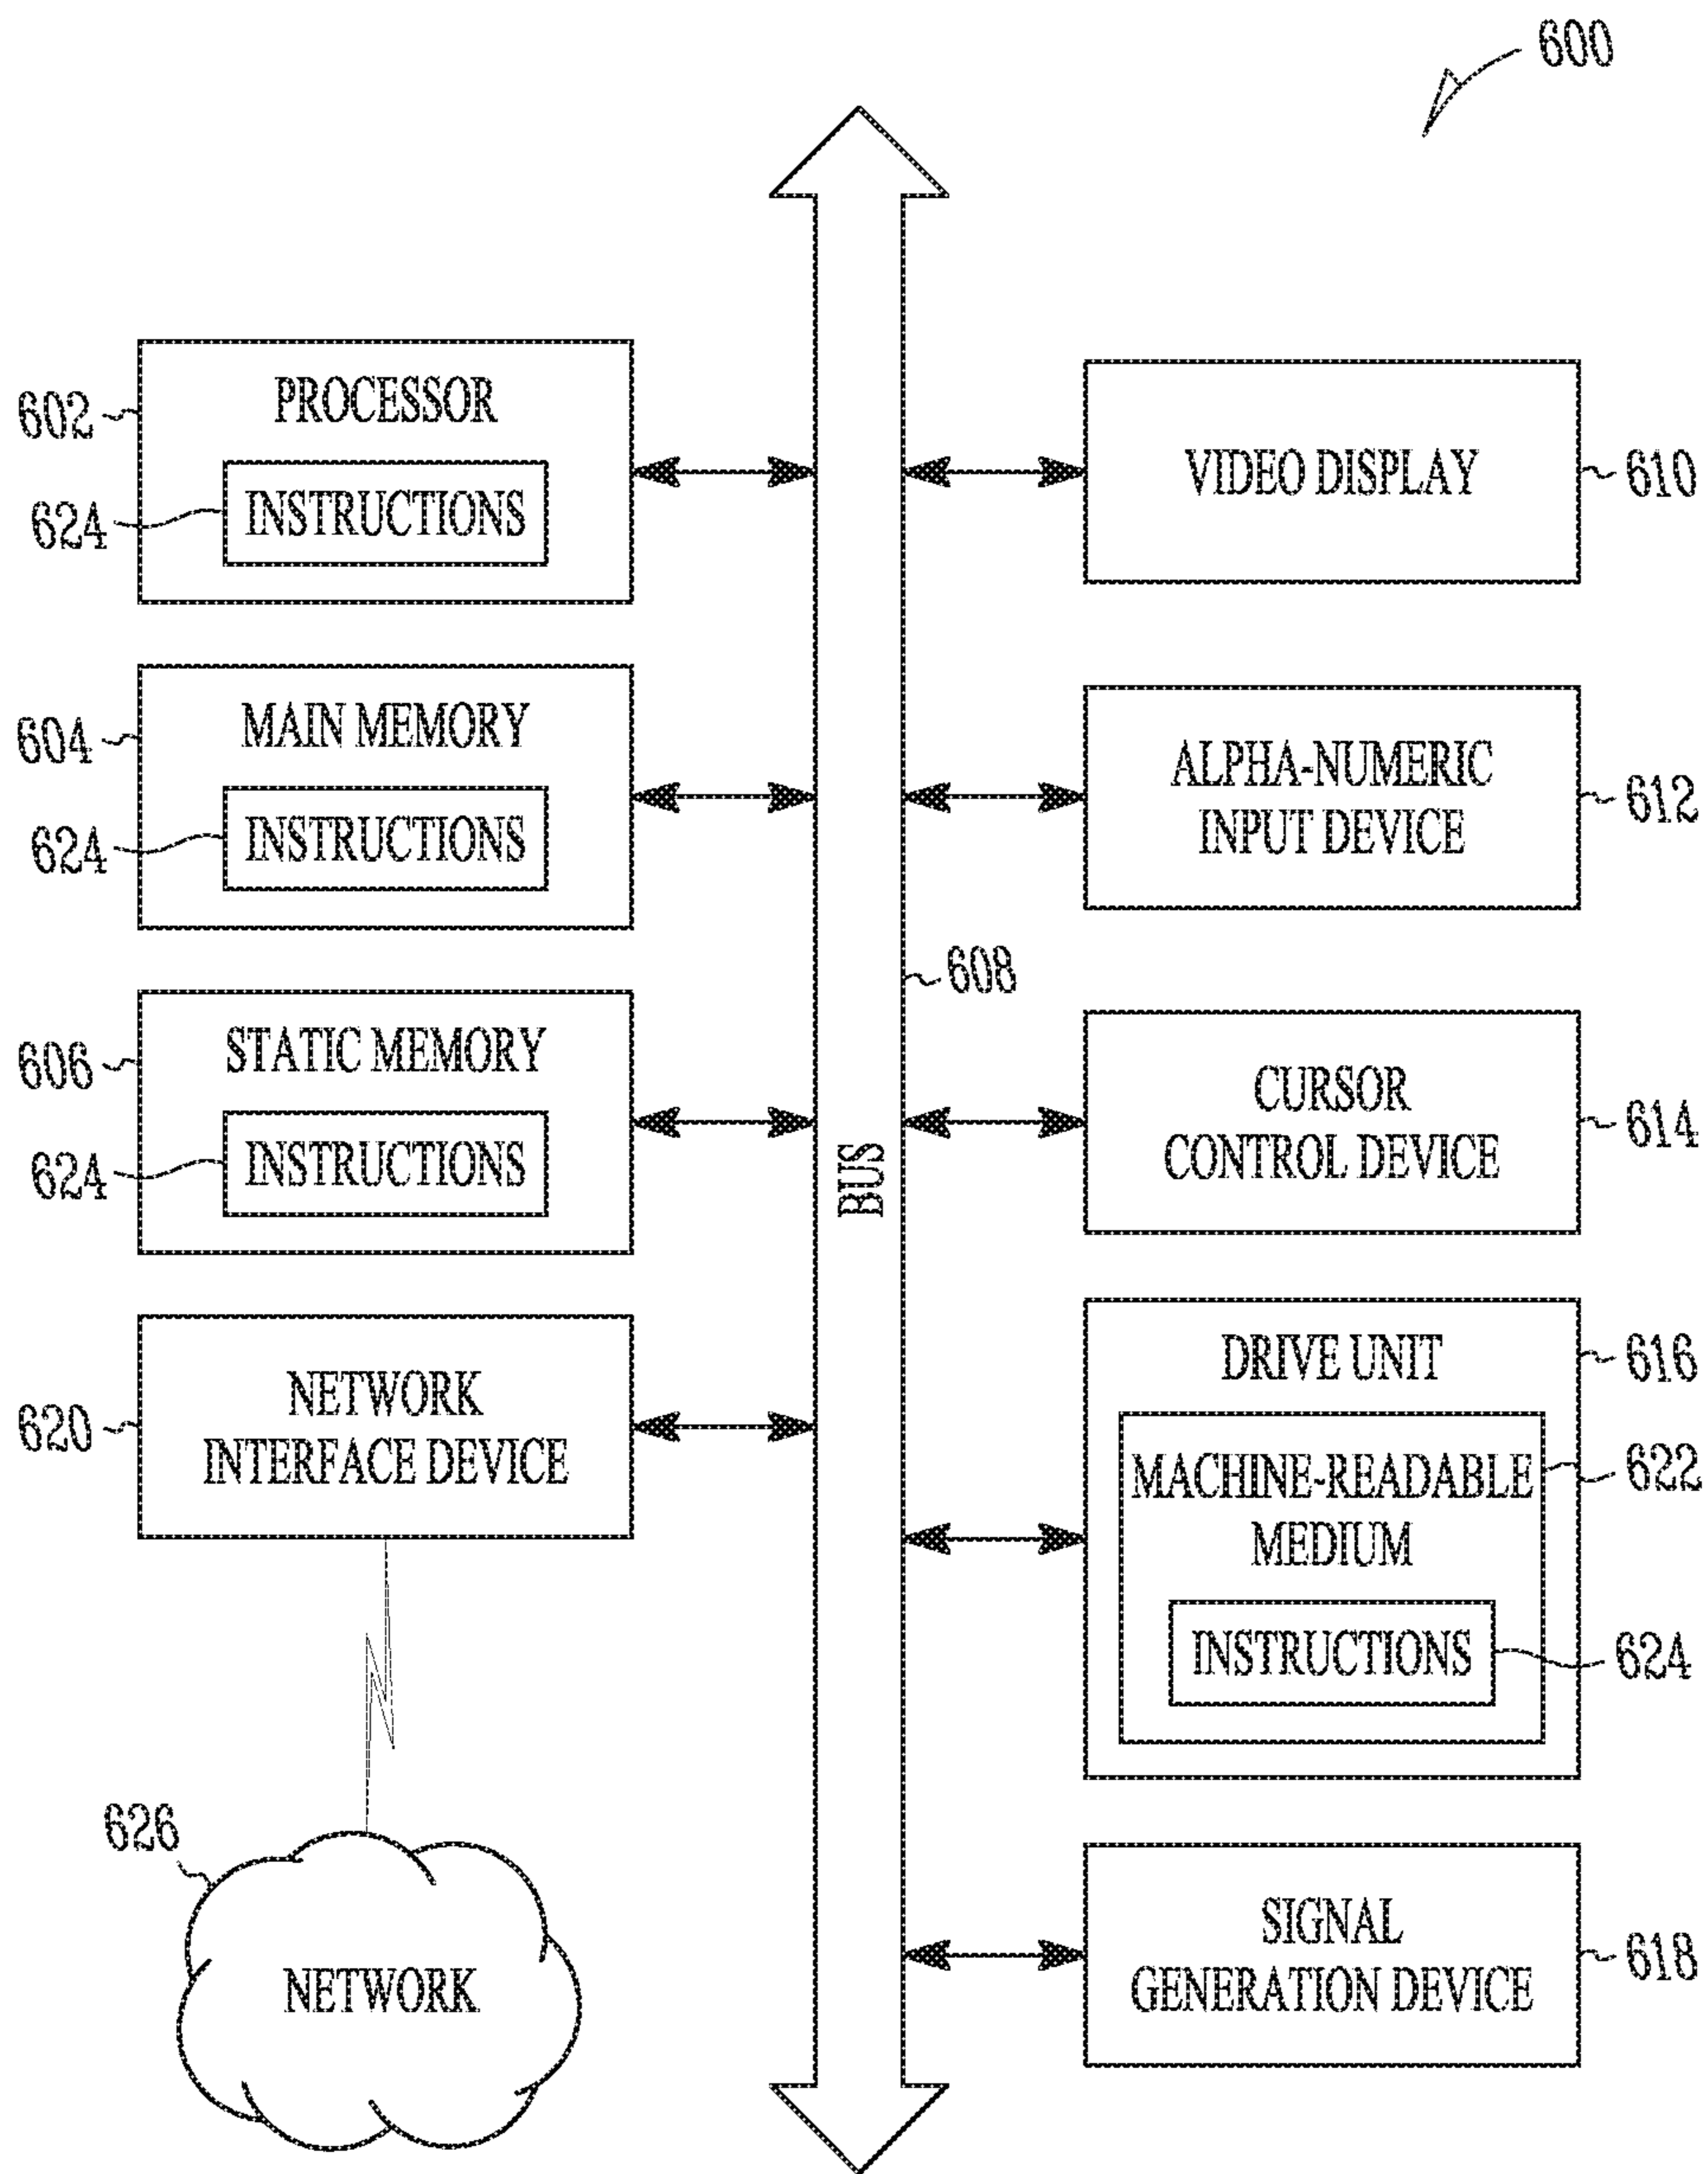 600
PROCESSOR
602
INSTRUCTIONS
624
MAIN MEMORY
604
INSTRUCTIONS
624
STATIC MEMORY
606
INSTRUCTIONS
624
NETWORK
INTERFACE DEVICE
620
626
NETWORK
BUS
608
VIDEO DISPLAY
610
ALPHA-NUMERIC
INPUT DEVICE
612
CURSOR
CONTROL DEVICE
614
DRIVE UNIT
616
MACHINE-READABLE
MEDIUM
622
INSTRUCTIONS
624
SIGNAL
GENERATION DEVICE
618